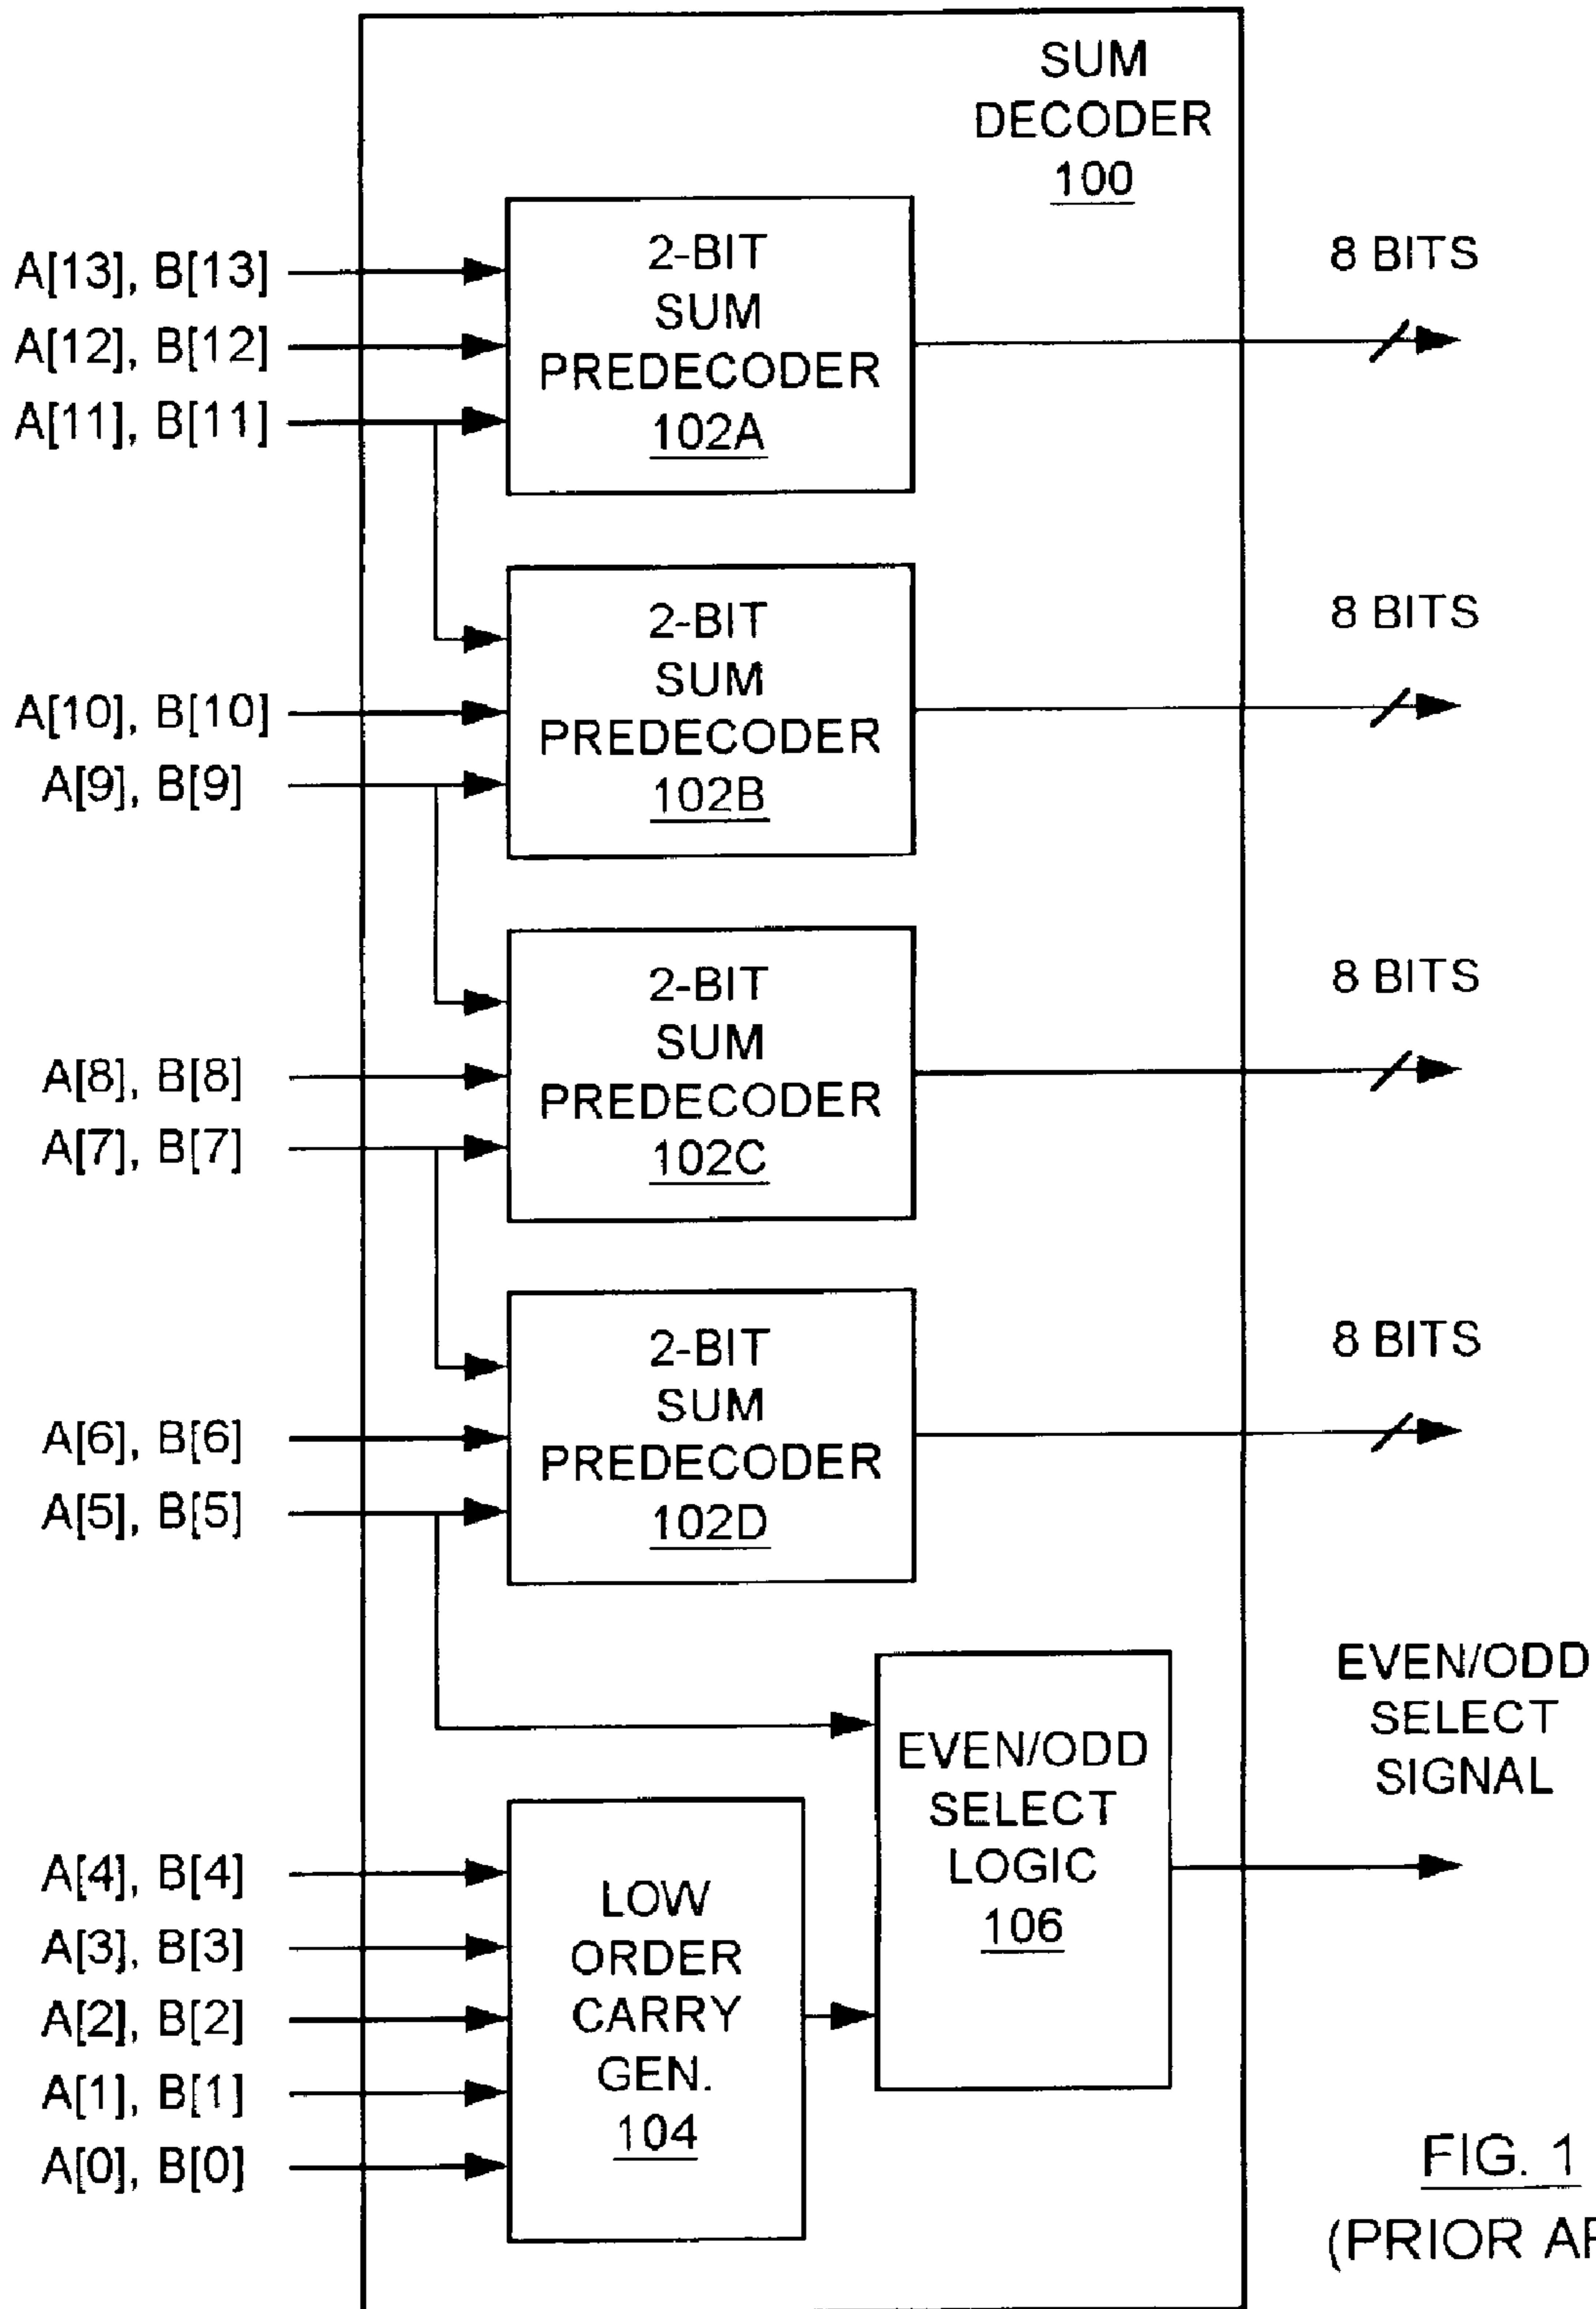 SUM
DECODER
100
A[13], B[13]
A[12], B[12]
A[11], B[11]
2-BIT
SUM
PREDECODER
102A
8 BITS
A[10], B[10]
A[9], B[9]
2-BIT
SUM
PREDECODER
102B
8 BITS
A[8], B[8]
A[7], B[7]
2-BIT
SUM
PREDECODER
102C
8 BITS
A[6], B[6]
A[5], B[5]
2-BIT
SUM
PREDECODER
102D
8 BITS
EVEN/ODD
SELECT
LOGIC
106
EVEN/ODD
SELECT
SIGNAL
A[4], B[4]
A[3], B[3]
A[2], B[2]
A[1], B[1]
A[0], B[0]
LOW
ORDER
CARRY
GEN.
104
FIG. 1
(PRIOR